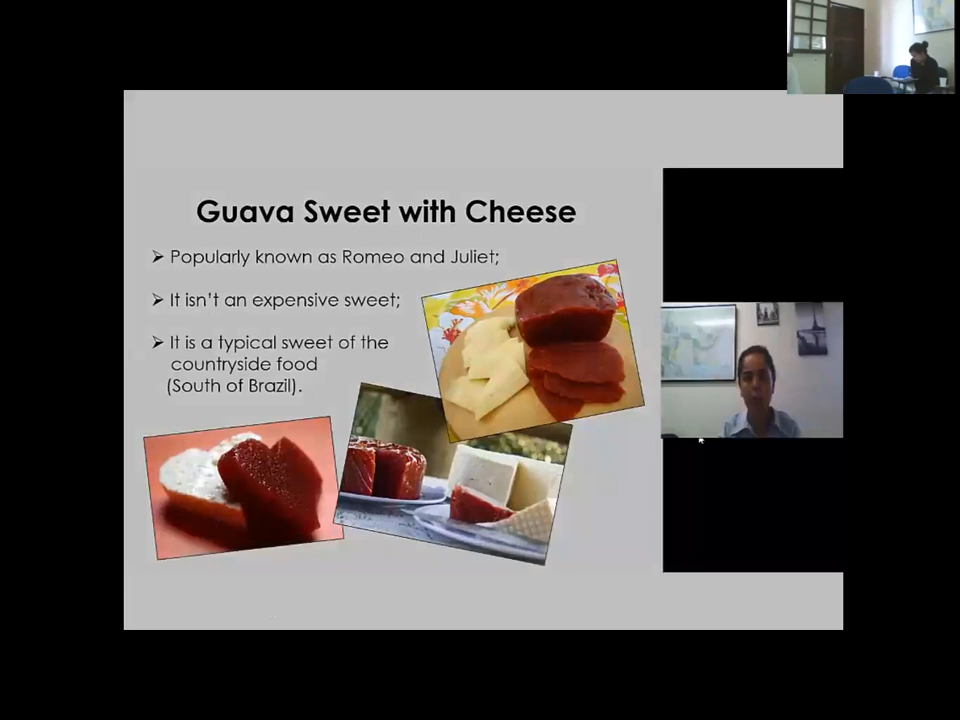 Guava Sweet with Cheese
➢ Popularly known as Romeo and Juliet;
➢ It isn't an expensive sweet;
➢ It is a typical sweet of the
countryside food
(South of Brazil).